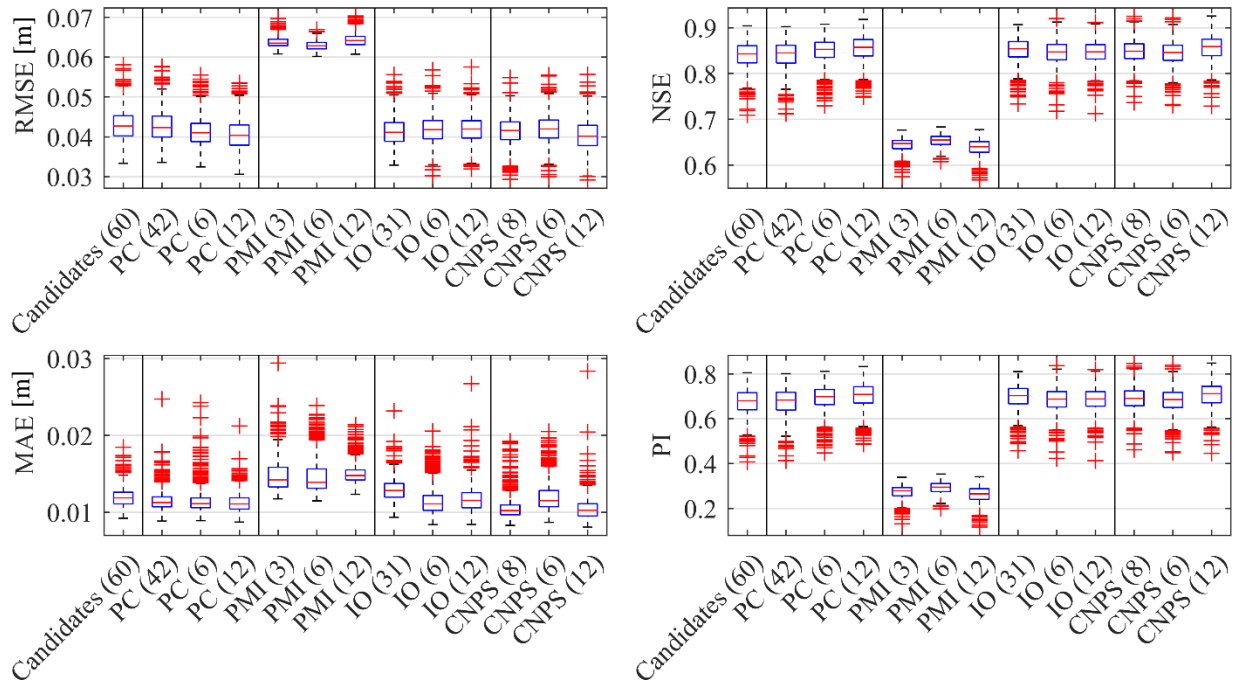 RMSE [m]
0.07
0.06
0.05
0.04
0.03
Candidates (60)
PC (42)
PC (6)
PC (12)
PMI (3)
PMI (6)
PMI (12)
IO (31)
IO (6)
IO (12)
CNPS (8)
CNPS (6)
CNPS (12)
NSE
0.9
0.8
0.7
0.6
Candidates (60)
PC (42)
PC (6)
PC (12)
PMI (3)
PMI (6)
PMI (12)
IO (31)
IO (6)
IO (12)
CNPS (8)
CNPS (6)
CNPS (12)
MAE [m]
0.03
0.02
0.01
Candidates (60)
PC (42)
PC (6)
PC (12)
PMI (3)
PMI (6)
PMI (12)
IO (31)
IO (6)
IO (12)
CNPS (8)
CNPS (6)
CNPS (12)
PI
0.8
0.6
0.4
0.2
Candidates (60)
PC (42)
PC (6)
PC (12)
PMI (3)
PMI (6)
PMI (12)
IO (31)
IO (6)
IO (12)
CNPS (8)
CNPS (6)
CNPS (12)